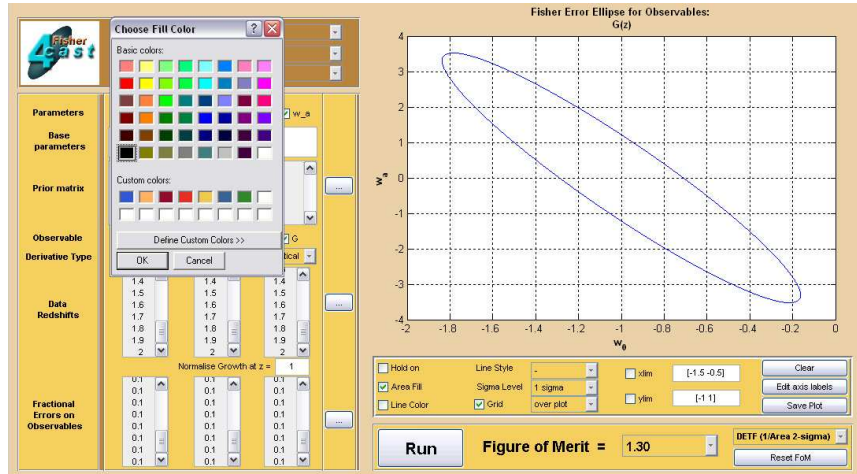 Fisher
4cast
Choose Fill Color
Basic colors:
Custom colors:
Define Custom Colors >>
OK
Cancel
Parameters
w_a
Base
parameters
Prior matrix
...
Observable
G
Derivative Type
tical
Data
Redshifts
1.4
1.5 1.5 1.5
1.6 1.6 1.6
1.7 1.7 1.7
1.8 1.8 1.8
1.9 1.9 1.9
2 2 2
...
Normalise Growth at z = 1
Fractional
Errors on
Observables
0.1 0.1 0.1
0.1 0.1 0.1
0.1 0.1 0.1
0.1 0.1 0.1
0.1 0.1 0.1
0.1 0.1 0.1
0.1 0.1 0.1
0.1 0.1 0.1
...
Fisher Error Ellipse for Observables:
G(z)
4
3
2
1
0
-1
-2
-3
-4
w_a
-2 -1.8 -1.6 -1.4 -1.2 -1 -0.8 -0.6 -0.4 -0.2 0
w_0
Hold on
Line Style
-
xlim
[-1.5 -0.5]
Clear
Area Fill
Sigma Level
1 sigma
Edit axis labels
Line Color
Grid
over plot
ylim
[-1 1]
Save Plot
Run
Figure of Merit =
1.30
DETF (1/Area 2-sigma)
Reset FoM